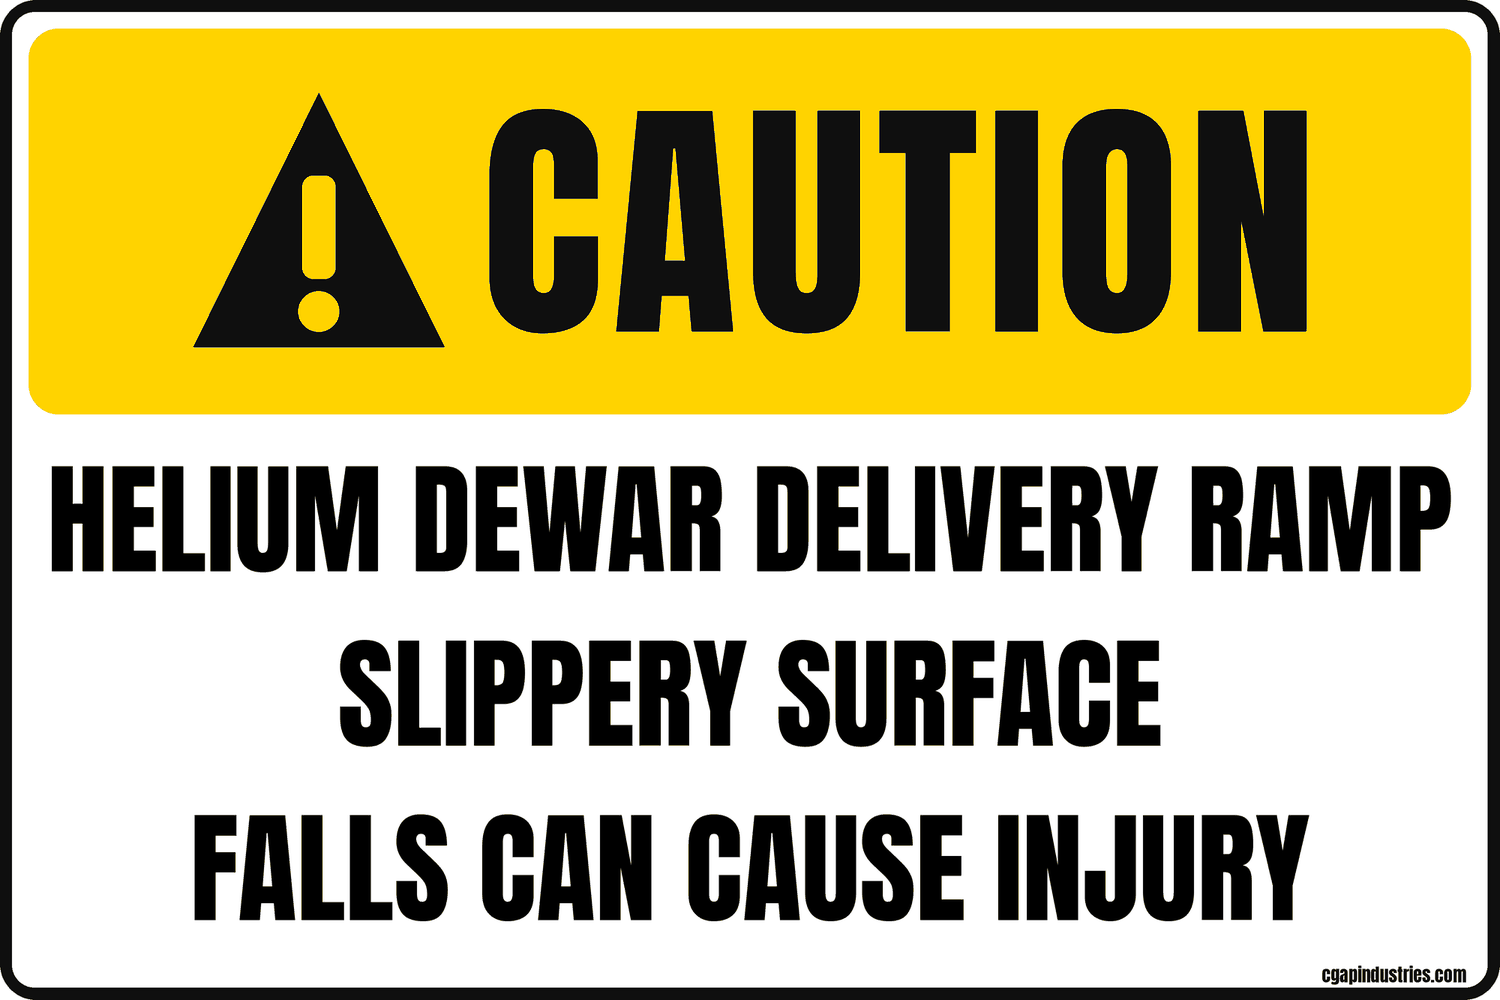 CAUTION
HELIUM DEWAR DELIVERY RAMP
SLIPPERY SURFACE
FALLS CAN CAUSE INJURY
cgapindustries.com